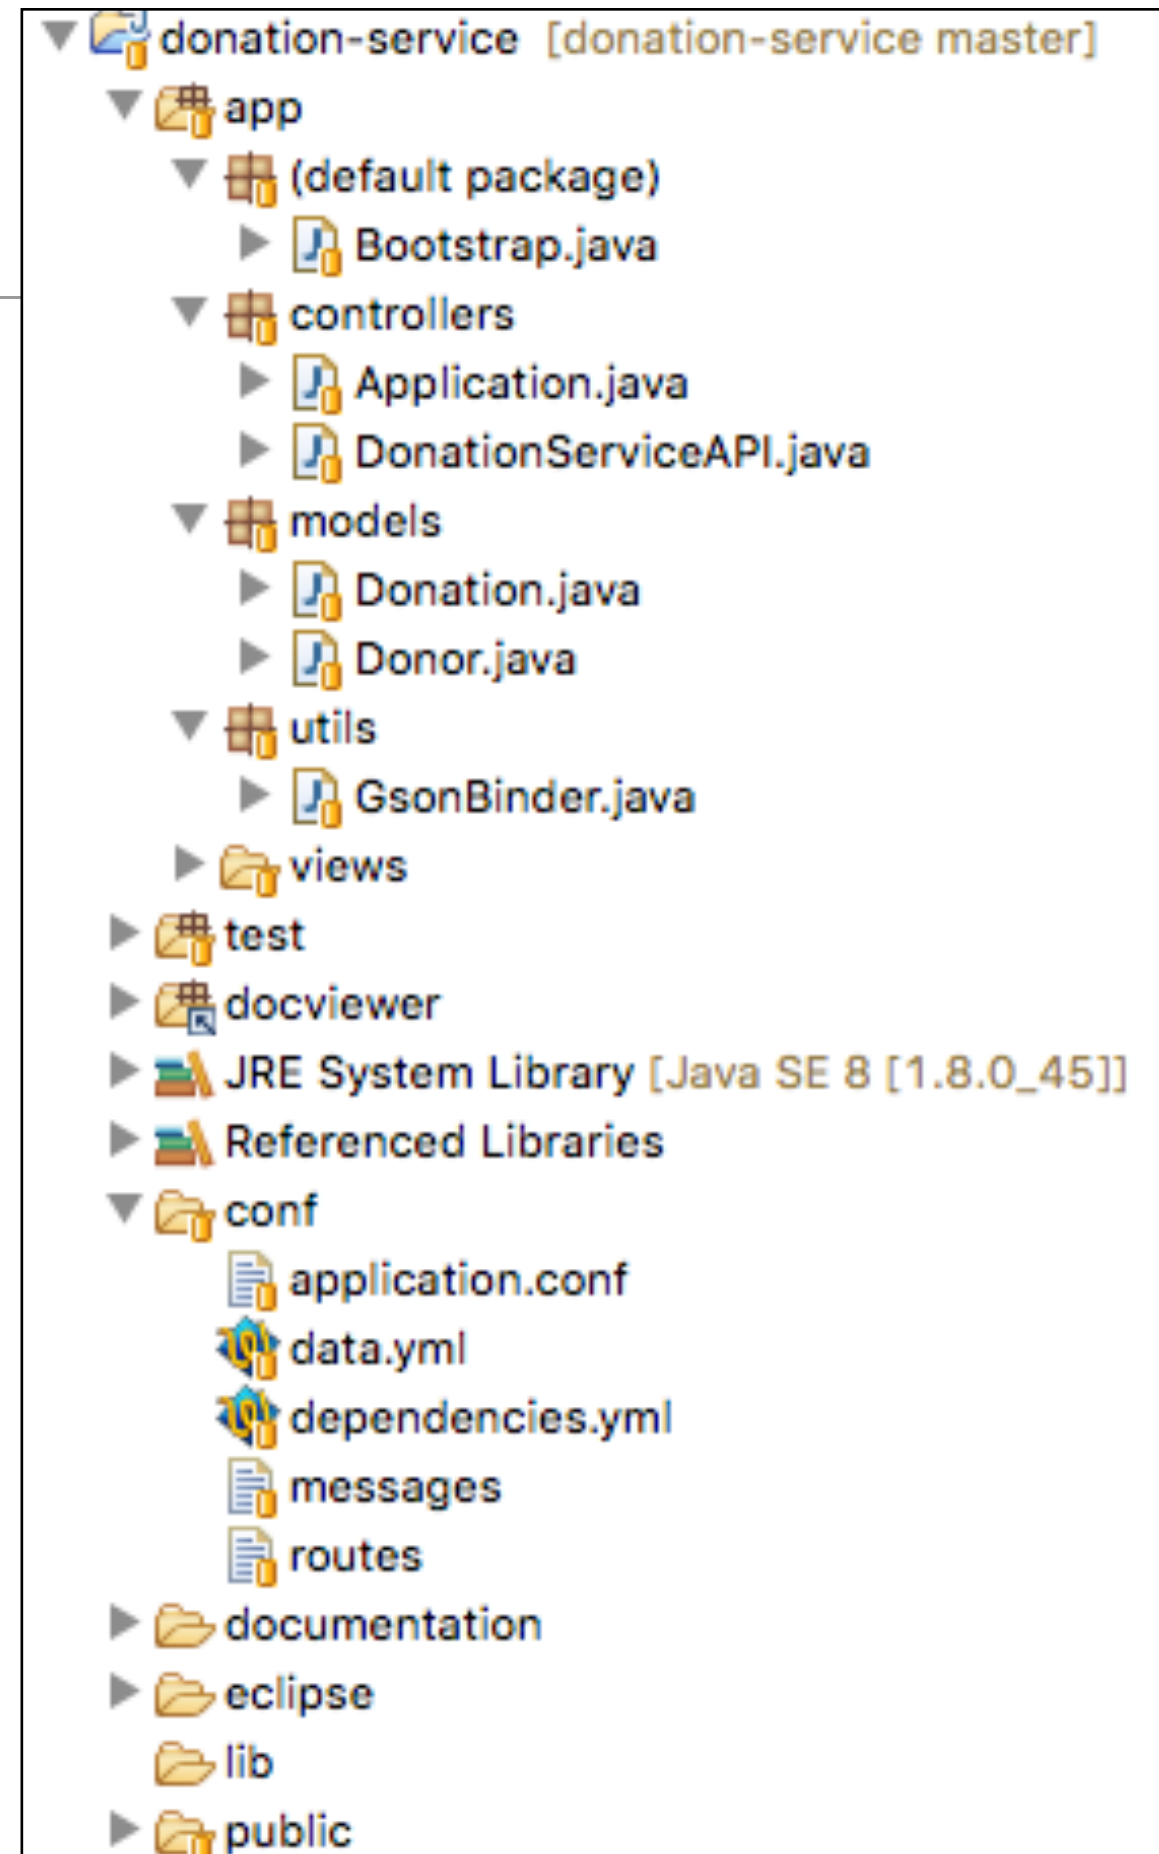 donation-service [donation-service master]
app
(default package)
Bootstrap.java
controllers
Application.java
DonationServiceAPI.java
models
Donation.java
Donor.java
utils
GsonBinder.java
views
test
docviewer
JRE System Library [Java SE 8 [1.8.0_45]]
Referenced Libraries
conf
application.conf
data.yml
dependencies.yml
messages
routes
documentation
eclipse
lib
public